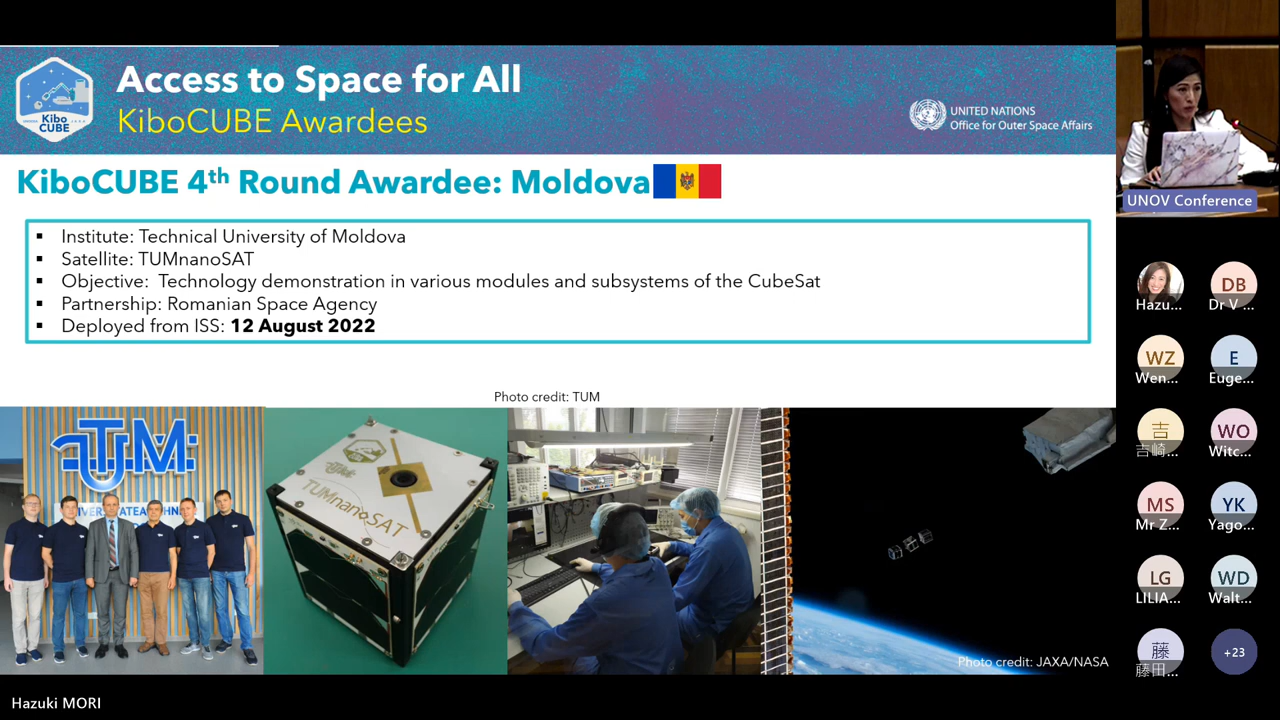 Access to Space for All
KiboCUBE Awardees
Kibo
CUBE
UNITED NATIONS
Office for Outer Space Affairs
KiboCUBE 4th Round Awardee: Moldova
▪ Institute: Technical University of Moldova
▪ Satellite: TUMnanoSAT
▪ Objective: Technology demonstration in various modules and subsystems of the CubeSat
▪ Partnership: Romanian Space Agency
▪ Deployed from ISS: 12 August 2022
Photo credit: TUM
TUM
TUMnanoSAT
Photo credit: JAXA/NASA
Hazuki MORI
UNOV Conference
Hazu...
DB
Dr V ...
WZ
Wen...
E
Euge...
吉
吉崎...
WO
Witc...
MS
Mr Z...
YK
Yago...
LG
LILIA...
WD
Walt...
藤
藤田...
+23